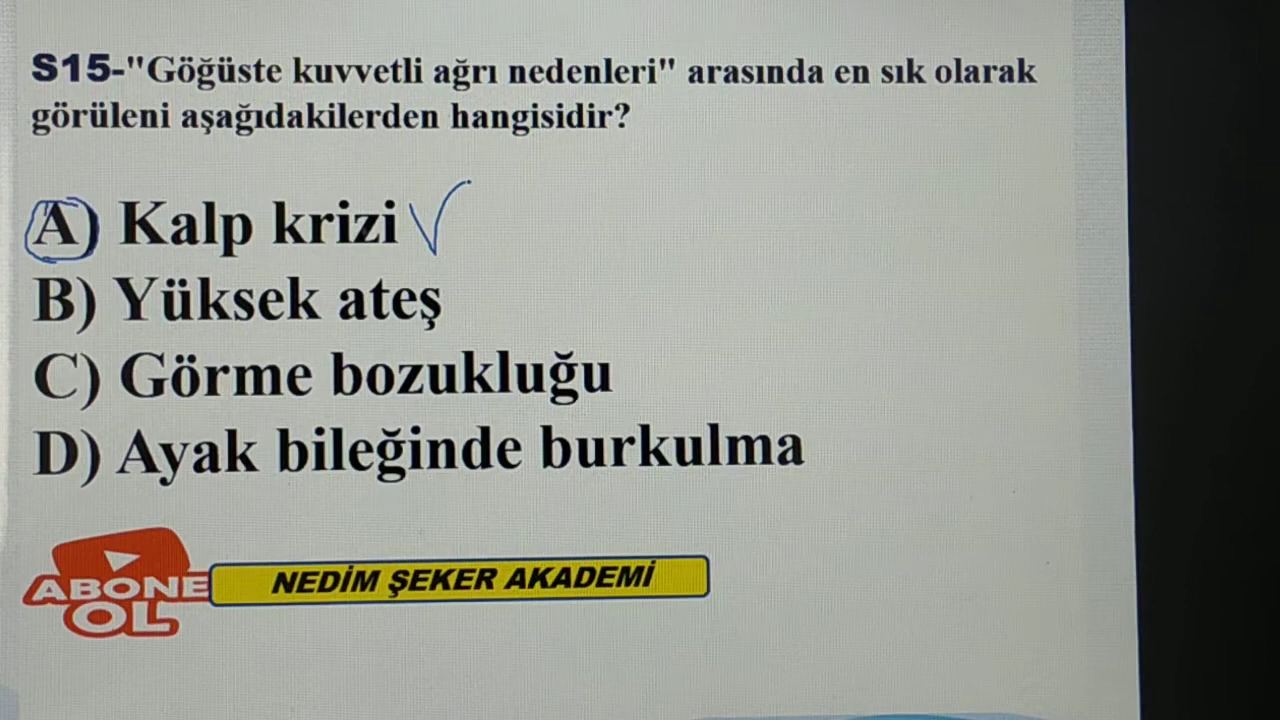 S15-"Göğüste kuvvetli ağrı nedenleri" arasında en sık olarak
görüleni aşağıdakilerden hangisidir?
A) Kalp krizi
B) Yüksek ateş
C) Görme bozukluğu
D) Ayak bileğinde burkulma
ABONE
OL
NEDİM ŞEKER AKADEMİ